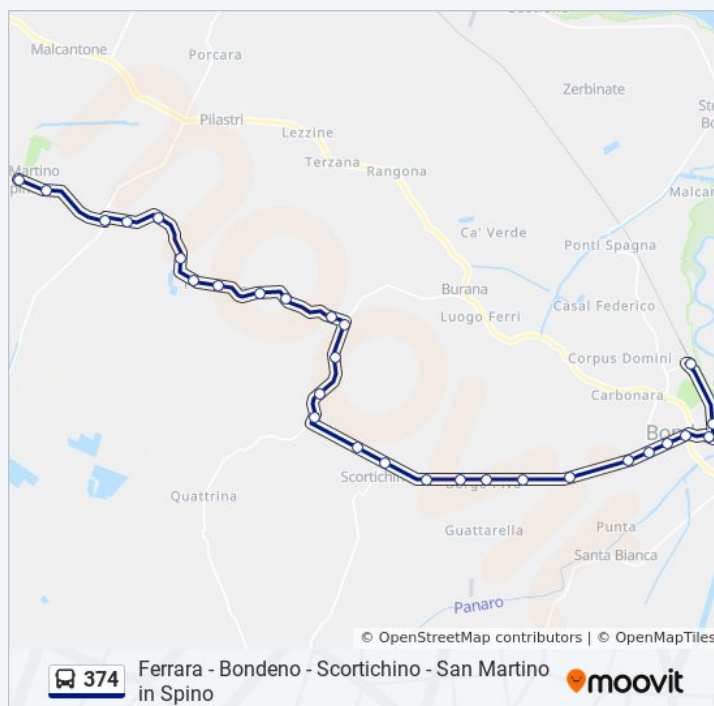 Malcantone
Porcara
Zerbinate
Pilastri
Lezzine
Terzana
Rangona
Martino
Malcan
Ca' Verde
Ponti Spagna
Burana
Luogo Ferri
Casal Federico
Corpus Domini
Carbonara
Bon
Scortichin
Quattrina
Guattarella
Punta
Santa Bianca
Panaro
© OpenStreetMap contributors | © OpenMapTiles
374
Ferrara - Bondeno - Scortichino - San Martino
in Spino
moovit